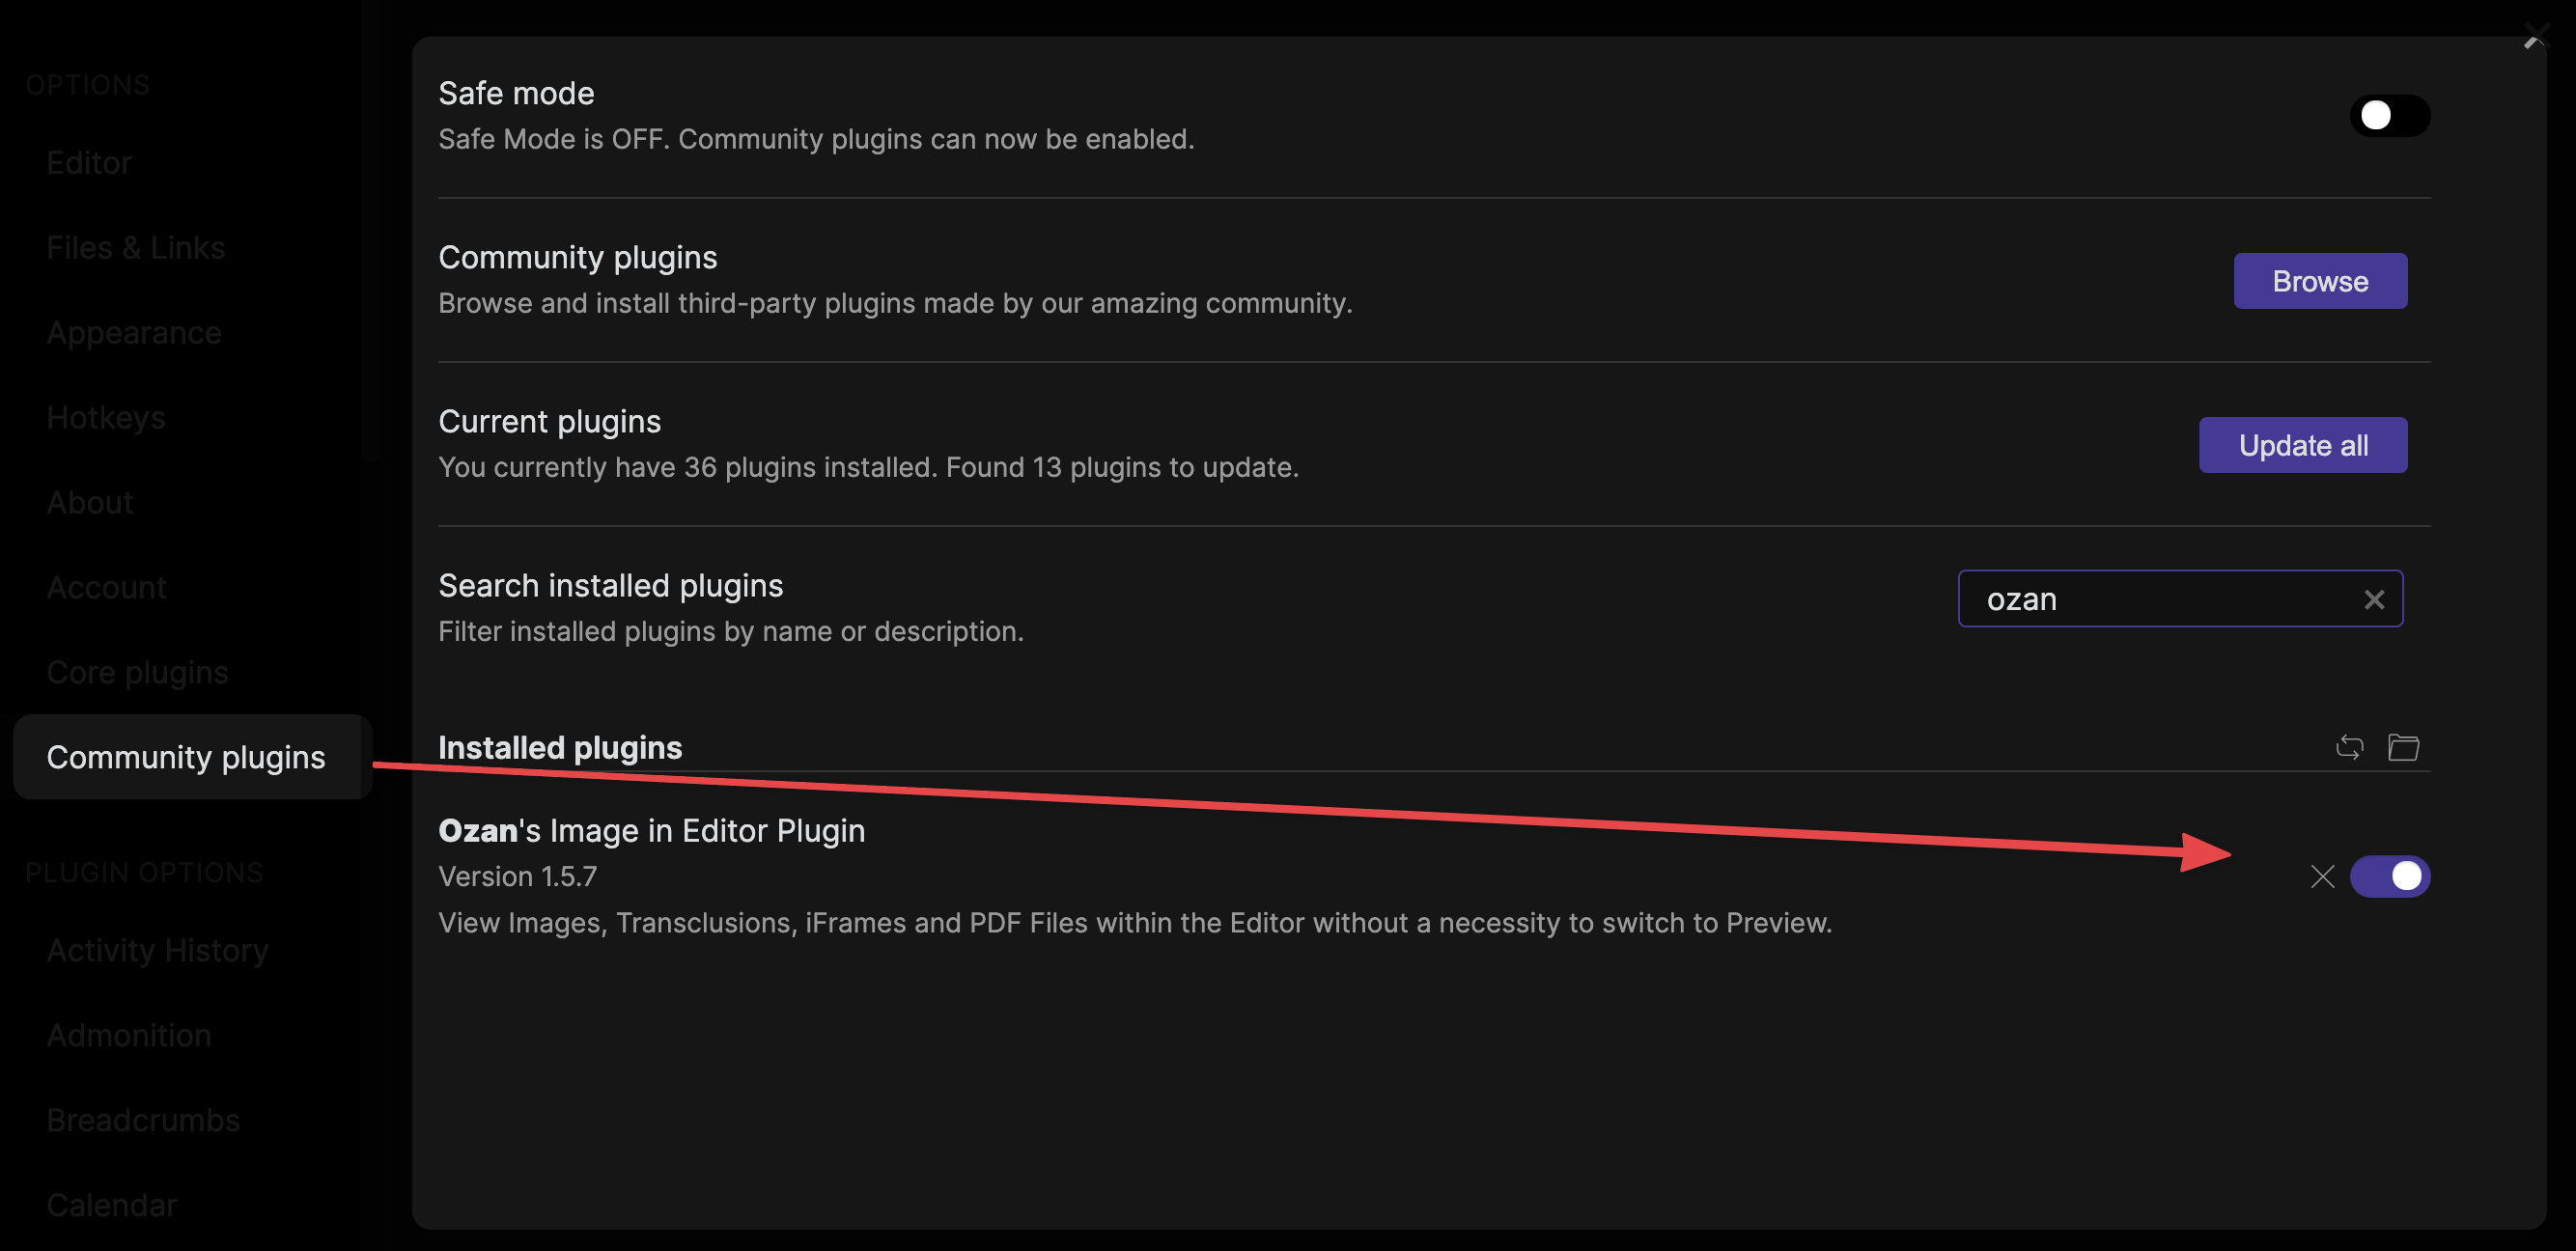 OPTIONS
Editor
Files & Links
Appearance
Hotkeys
About
Account
Core plugins
Community plugins
PLUGIN OPTIONS
Activity History
Admonition
Breadcrumbs
Calendar
Safe mode
Safe Mode is OFF. Community plugins can now be enabled.
Community plugins
Browse and install third-party plugins made by our amazing community.
Browse
Current plugins
You currently have 36 plugins installed. Found 13 plugins to update.
Update all
Search installed plugins
Filter installed plugins by name or description.
ozan
Installed plugins
Ozan's Image in Editor Plugin
Version 1.5.7
View Images, Transclusions, iFrames and PDF Files within the Editor without a necessity to switch to Preview.